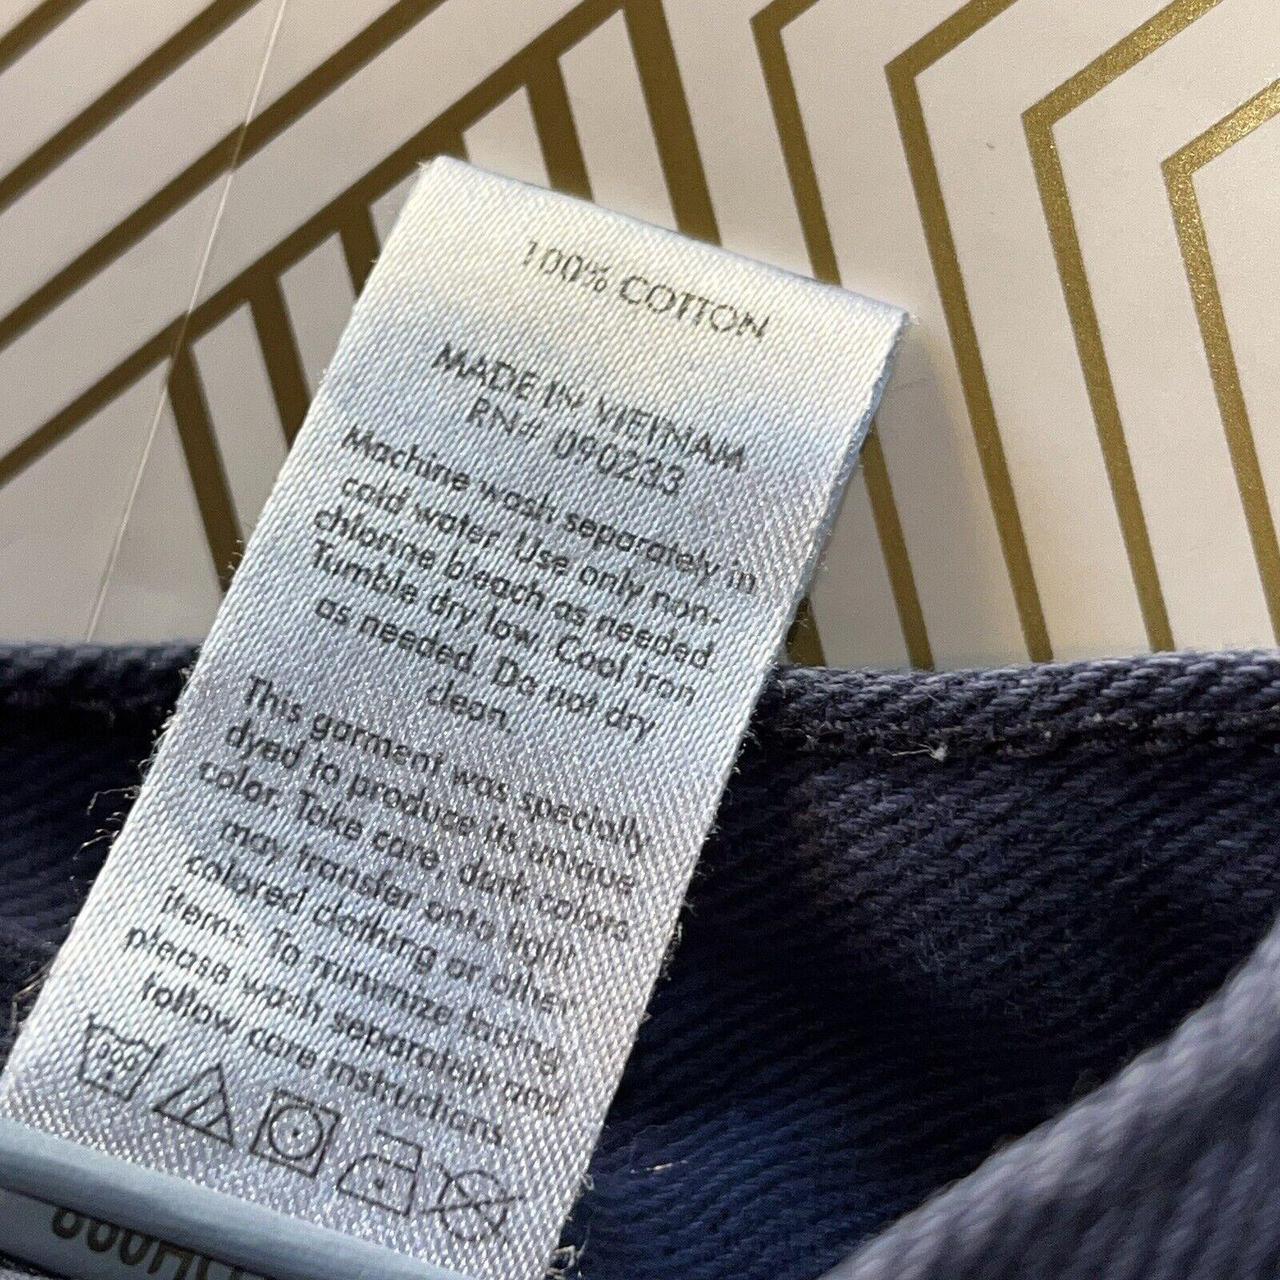 100% COTTON
MADE IN VIETNAM
RN# 090233
Machine wash separately in
cold water. Use only non-
chlorine bleach as needed.
Tumble dry low. Cool iron
as needed. Do not dry
clean.
This garment was specially
dyed to produce its unique
color. Take care, dark colors
may transfer onto light
colored clothing or other
items. To minimize fading
please wash separately and
follow care instructions.